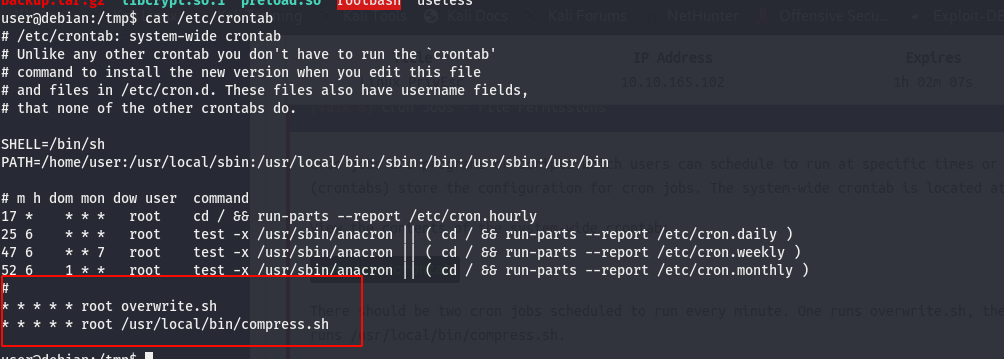 backup.tar.gz libcrypt.so.1 preload.so rootbash useless
user@debian:/tmp$ cat /etc/crontab
# /etc/crontab: system-wide crontab
# Unlike any other crontab you don't have to run the `crontab'
# command to install the new version when you edit this file
# and files in /etc/cron.d. These files also have username fields,
# that none of the other crontabs do.
SHELL=/bin/sh
PATH=/home/user:/usr/local/sbin:/usr/local/bin:/sbin:/bin:/usr/sbin:/usr/bin
# m h dom mon dow user  command
17 *    * * *   root    cd / && run-parts --report /etc/cron.hourly
25 6    * * *   root    test -x /usr/sbin/anacron || ( cd / && run-parts --report /etc/cron.daily )
47 6    * * 7   root    test -x /usr/sbin/anacron || ( cd / && run-parts --report /etc/cron.weekly )
52 6    1 * *   root    test -x /usr/sbin/anacron || ( cd / && run-parts --report /etc/cron.monthly )
#
* * * * * root overwrite.sh
* * * * * root /usr/local/bin/compress.sh
user@debian:/tmp$
Kali Docs Kali Forums NetHunter Offensive Secu... Exploit-DB
IP Address Expires
10.10.165.102 1h 02m 07s
users can schedule to run at specific times or
(crontabs) store the configuration for cron jobs. The system-wide crontab is located at
There should be two cron jobs scheduled to run every minute. One runs overwrite.sh, the
runs /usr/local/bin/compress.sh.